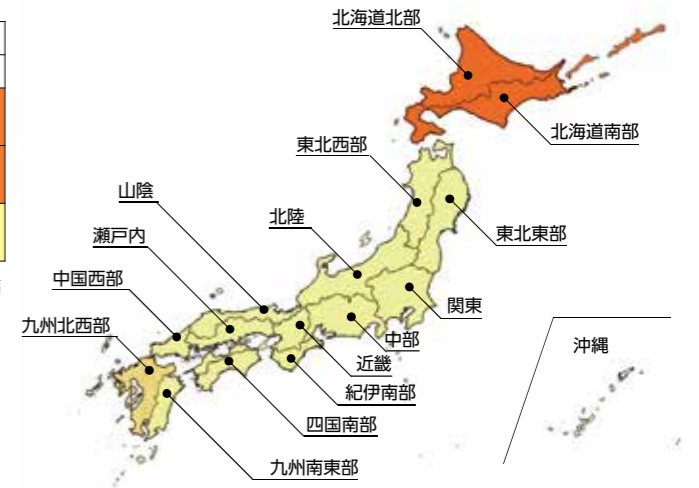 北海道北部
北海道南部
東北西部
山陰
北陸
東北東部
瀬戸内
中国西部
関東
九州北西部
中部
沖縄
近畿
紀伊南部
四国南部
九州南東部